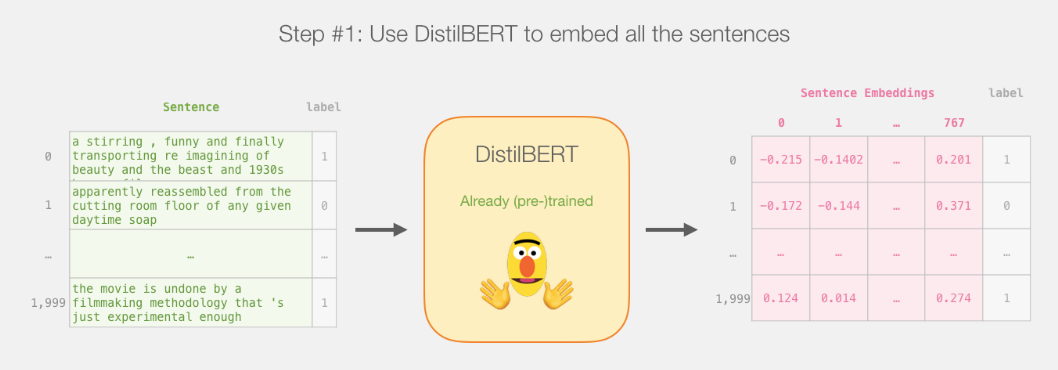 Step #1: Use DistilBERT to embed all the sentences
Sentence label
0 a stirring , funny and finally
transporting re imagining of
beauty and the beast and 1930s
1
1 apparently reassembled from the
cutting room floor of any given
daytime soap
0
… … …
1,999 the movie is undone by a
filmmaking methodology that 's
just experimental enough
1
DistilBERT
Already (pre-)trained
Sentence Embeddings label
0 1 … 767
0 -0.215 -0.1402 … 0.201 1
1 -0.172 -0.144 … 0.371 0
… … … … … …
1,999 0.124 0.014 … 0.274 1